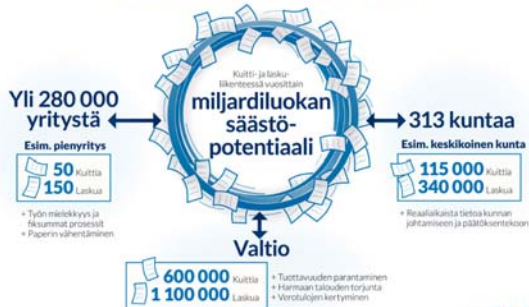 Kuitti- ja lasku-
liikenteessä vuosittain
miljardiluokan
säästö-
potentiaali
Yli 280 000
yritystä
Esim. pienyritys
50 Kuittia
150 Laskua
+ Työn mielekkyys ja
fiksummat prosessit
+ Paperin vähentäminen
313 kuntaa
Esim. keskikoinen kunta
115 000 Kuittia
340 000 Laskua
+ Reaaliaikaista tietoa kunnan
johtamiseen ja päätöksentekoon
Valtio
600 000 Kuittia
1 100 000 Laskua
+ Tuottavuuden parantaminen
+ Harmaan talouden torjunta
+ Verotulojen kertyminen